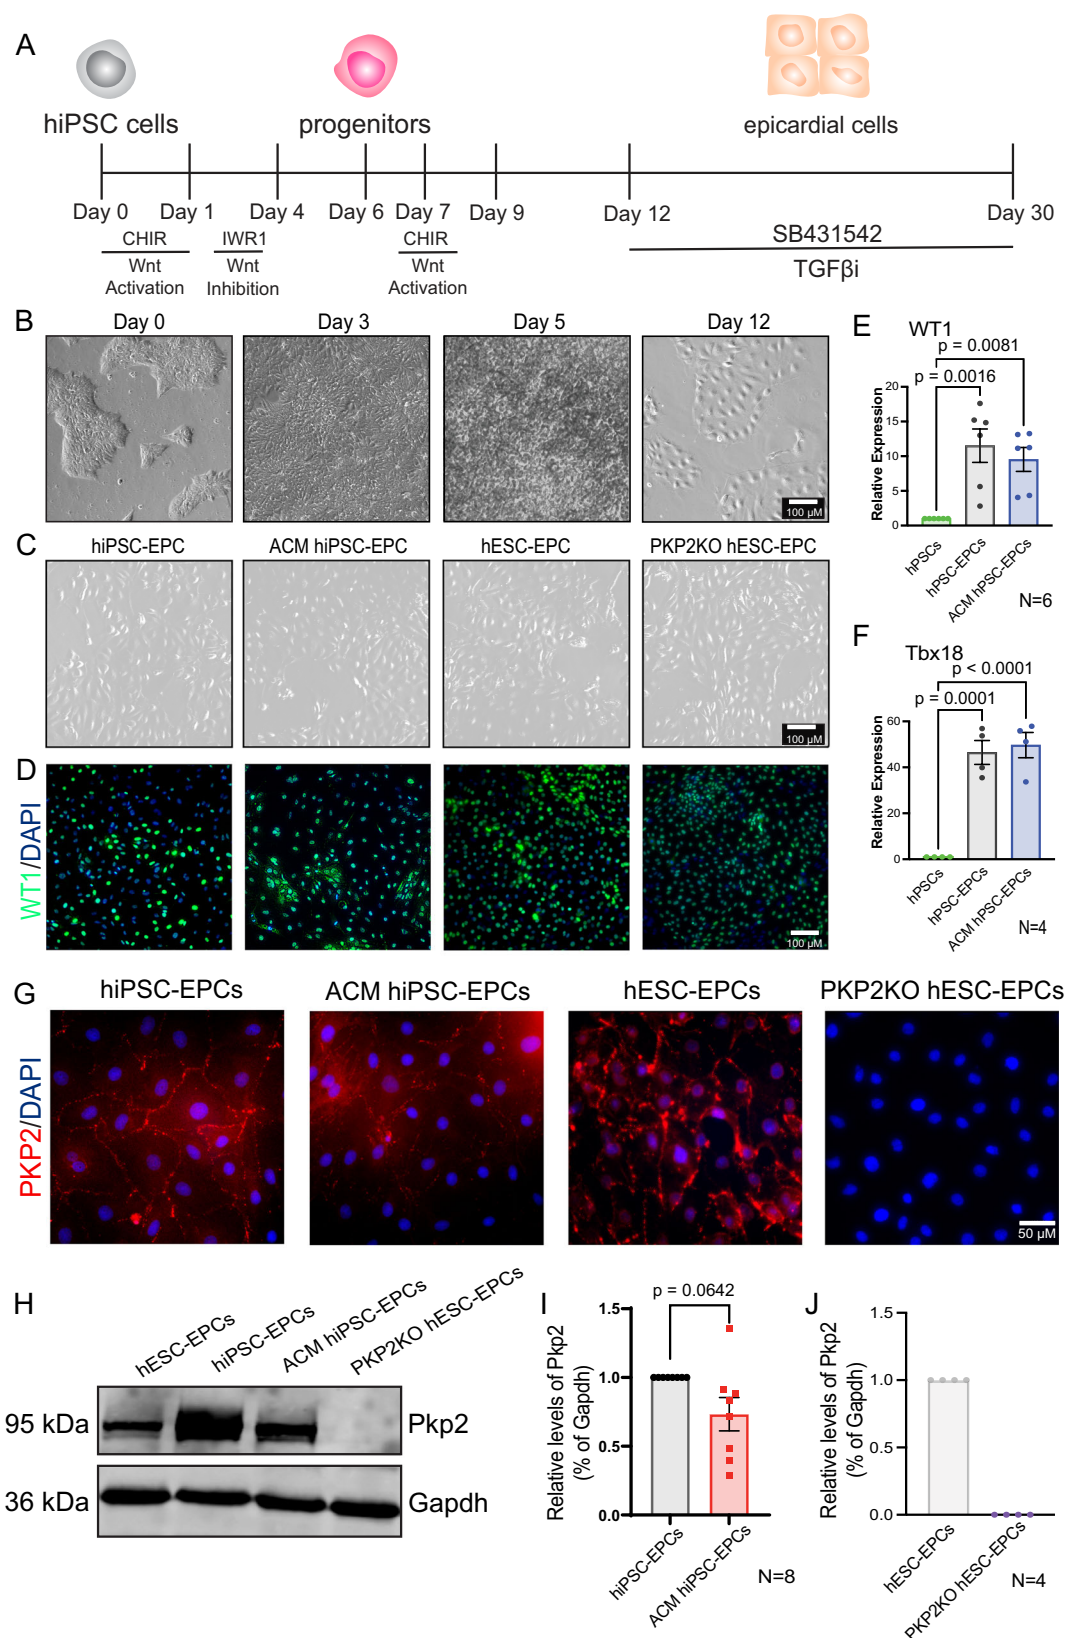 A
hiPSC cells
progenitors
epicardial cells
Day 0
Day 1
Day 4
Day 6
Day 7
Day 9
Day 12
Day 30
CHIR
Wnt
Activation
IWR1
Wnt
Inhibition
CHIR
Wnt
Activation
SB431542
TGFβi
B
Day 0
Day 3
Day 5
Day 12
100 µM
C
hiPSC-EPC
ACM hiPSC-EPC
hESC-EPC
PKP2KO hESC-EPC
100 µM
D
WT1/DAPI
100 µM
E
WT1
p = 0.0081
p = 0.0016
Relative Expression
20
15
10
5
0
hPSCs
hPSC-EPCs
ACM hPSC-EPCs
N=6
F
Tbx18
p < 0.0001
p = 0.0001
Relative Expression
60
40
20
0
hPSCs
hPSC-EPCs
ACM hPSC-EPCs
N=4
G
hiPSC-EPCs
ACM hiPSC-EPCs
hESC-EPCs
PKP2KO hESC-EPCs
PKP2/DAPI
50 µM
H
hESC-EPCs
hiPSC-EPCs
ACM hiPSC-EPCs
PKP2KO hESC-EPCs
95 kDa
Pkp2
36 kDa
Gapdh
I
p = 0.0642
Relative levels of Pkp2
(% of Gapdh)
1.5
1.0
0.5
0.0
hiPSC-EPCs
ACM hiPSC-EPCs
N=8
J
Relative levels of Pkp2
(% of Gapdh)
1.5
1.0
0.5
0.0
hESC-EPCs
PKP2KO hESC-EPCs
N=4